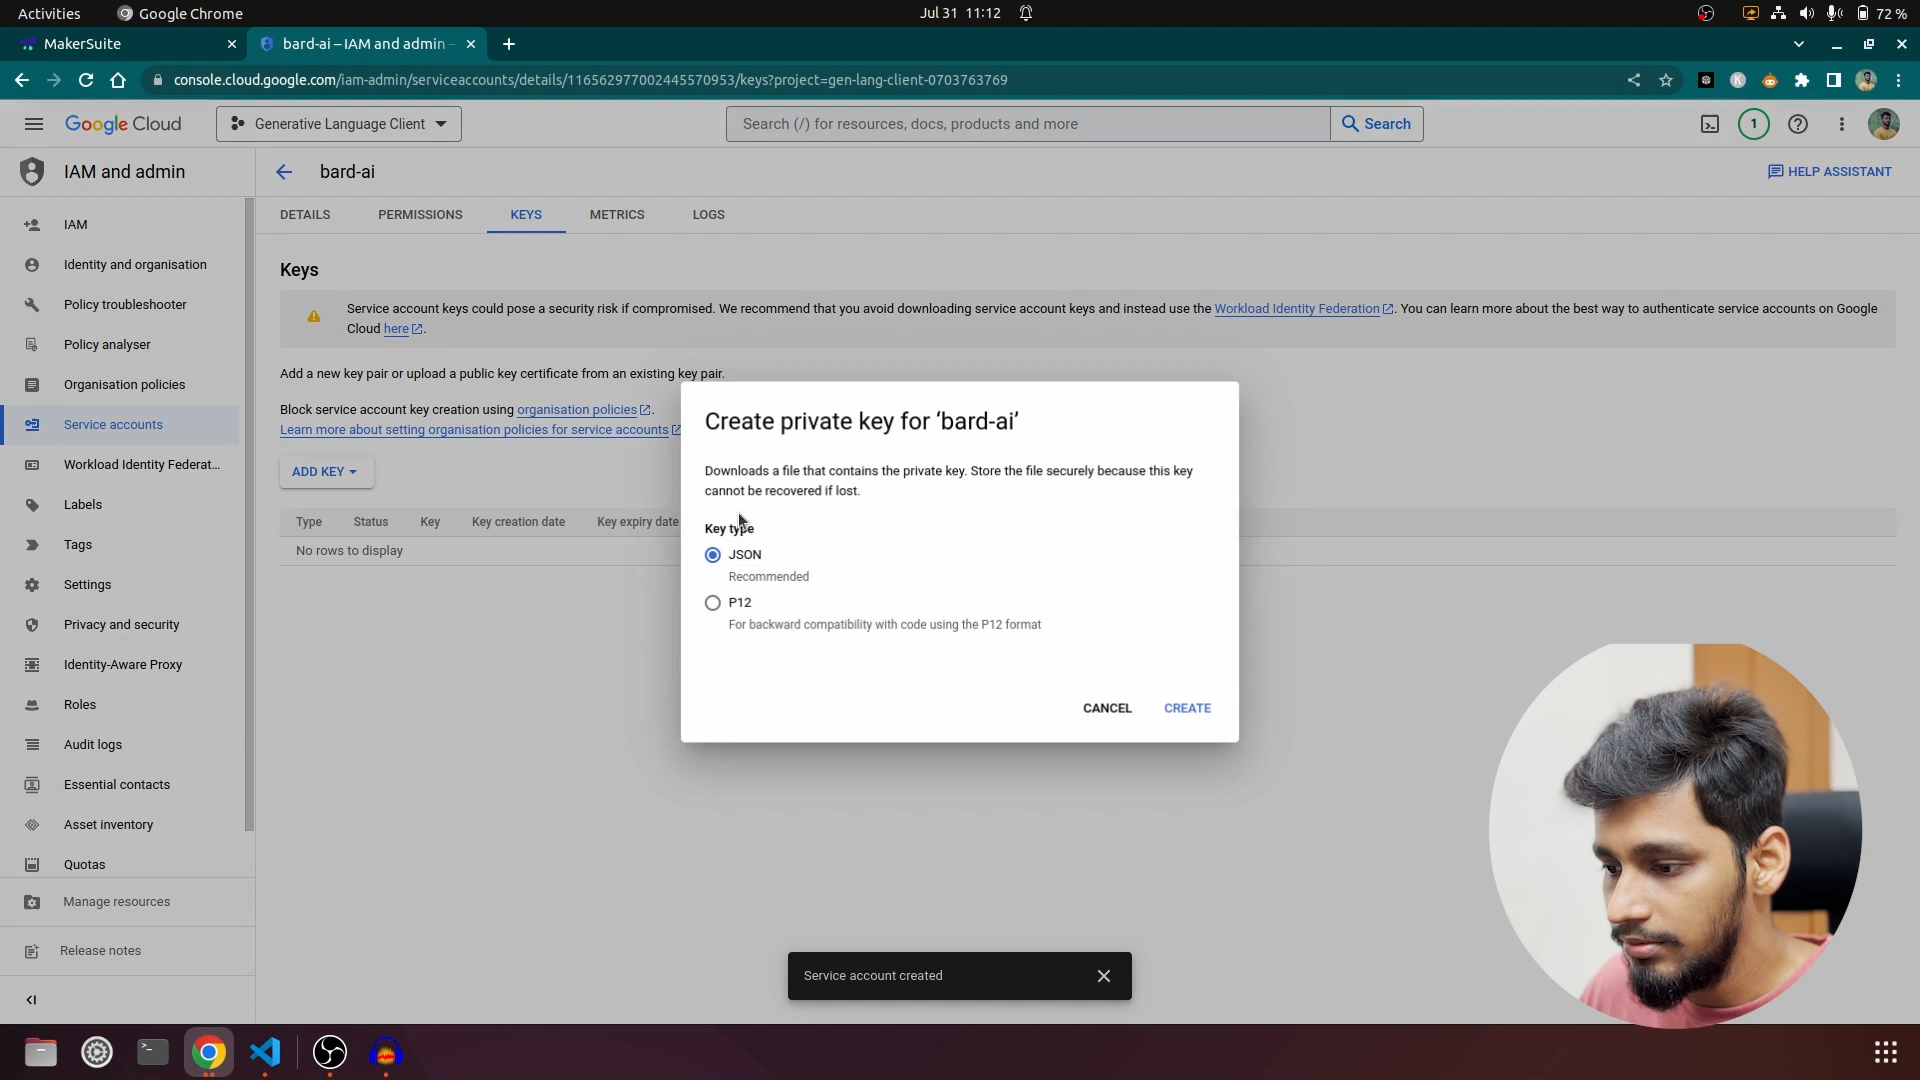 Activities
Google Chrome
Jul 31 11:12
72 %
MakerSuite
bard-ai – IAM and admin –
console.cloud.google.com/iam-admin/serviceaccounts/details/116562977002445570953/keys?project=gen-lang-client-0703763769
Google Cloud
Generative Language Client
Search (/) for resources, docs, products and more
Search
1
IAM and admin
bard-ai
HELP ASSISTANT
DETAILS
PERMISSIONS
KEYS
METRICS
LOGS
IAM
Identity and organisation
Policy troubleshooter
Policy analyser
Organisation policies
Service accounts
Workload Identity Federat...
Labels
Tags
Settings
Privacy and security
Identity-Aware Proxy
Roles
Audit logs
Essential contacts
Asset inventory
Quotas
Manage resources
Release notes
Keys
Service account keys could pose a security risk if compromised. We recommend that you avoid downloading service account keys and instead use the Workload Identity Federation. You can learn more about the best way to authenticate service accounts on Google
Cloud here.
Add a new key pair or upload a public key certificate from an existing key pair.
Block service account key creation using organisation policies.
Learn more about setting organisation policies for service accounts
ADD KEY
Type
Status
Key
Key creation date
Key expiry date
No rows to display
Create private key for ‘bard-ai’
Downloads a file that contains the private key. Store the file securely because this key
cannot be recovered if lost.
Key type
JSON
Recommended
P12
For backward compatibility with code using the P12 format
CANCEL
CREATE
Service account created